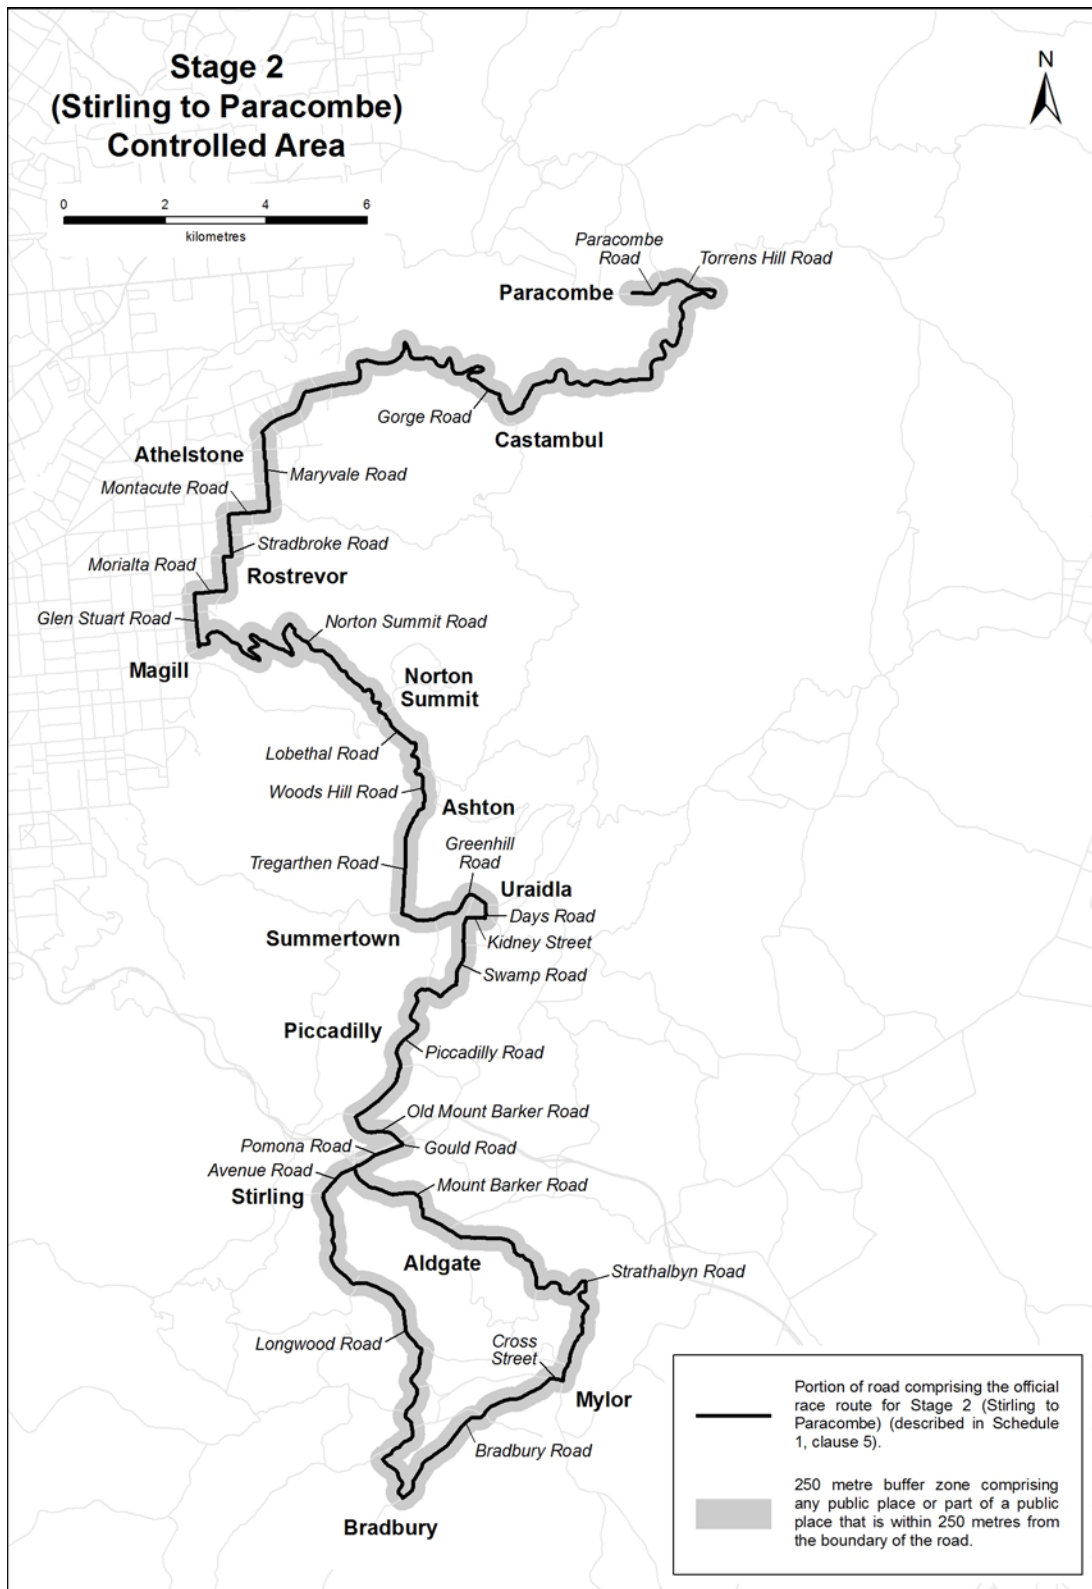 Stage 2
(Stirling to Paracombe)
Controlled Area
N
0 2 4 6
kilometres
Paracombe
Road
Torrens Hill Road
Paracombe
Gorge Road
Castambul
Athelstone
Maryvale Road
Montacute Road
Stradbroke Road
Morialta Road
Rostrevor
Glen Stuart Road
Norton Summit Road
Magill
Norton
Summit
Lobethal Road
Woods Hill Road
Ashton
Greenhill
Road
Tregarthen Road
Uraidla
Days Road
Summertown
Kidney Street
Swamp Road
Piccadilly
Piccadilly Road
Old Mount Barker Road
Pomona Road
Gould Road
Avenue Road
Mount Barker Road
Stirling
Aldgate
Strathalbyn Road
Longwood Road
Cross
Street
Mylor
Bradbury Road
Bradbury
Portion of road comprising the official
race route for Stage 2 (Stirling to
Paracombe) (described in Schedule
1, clause 5).
250 metre buffer zone comprising
any public place or part of a public
place that is within 250 metres from
the boundary of the road.